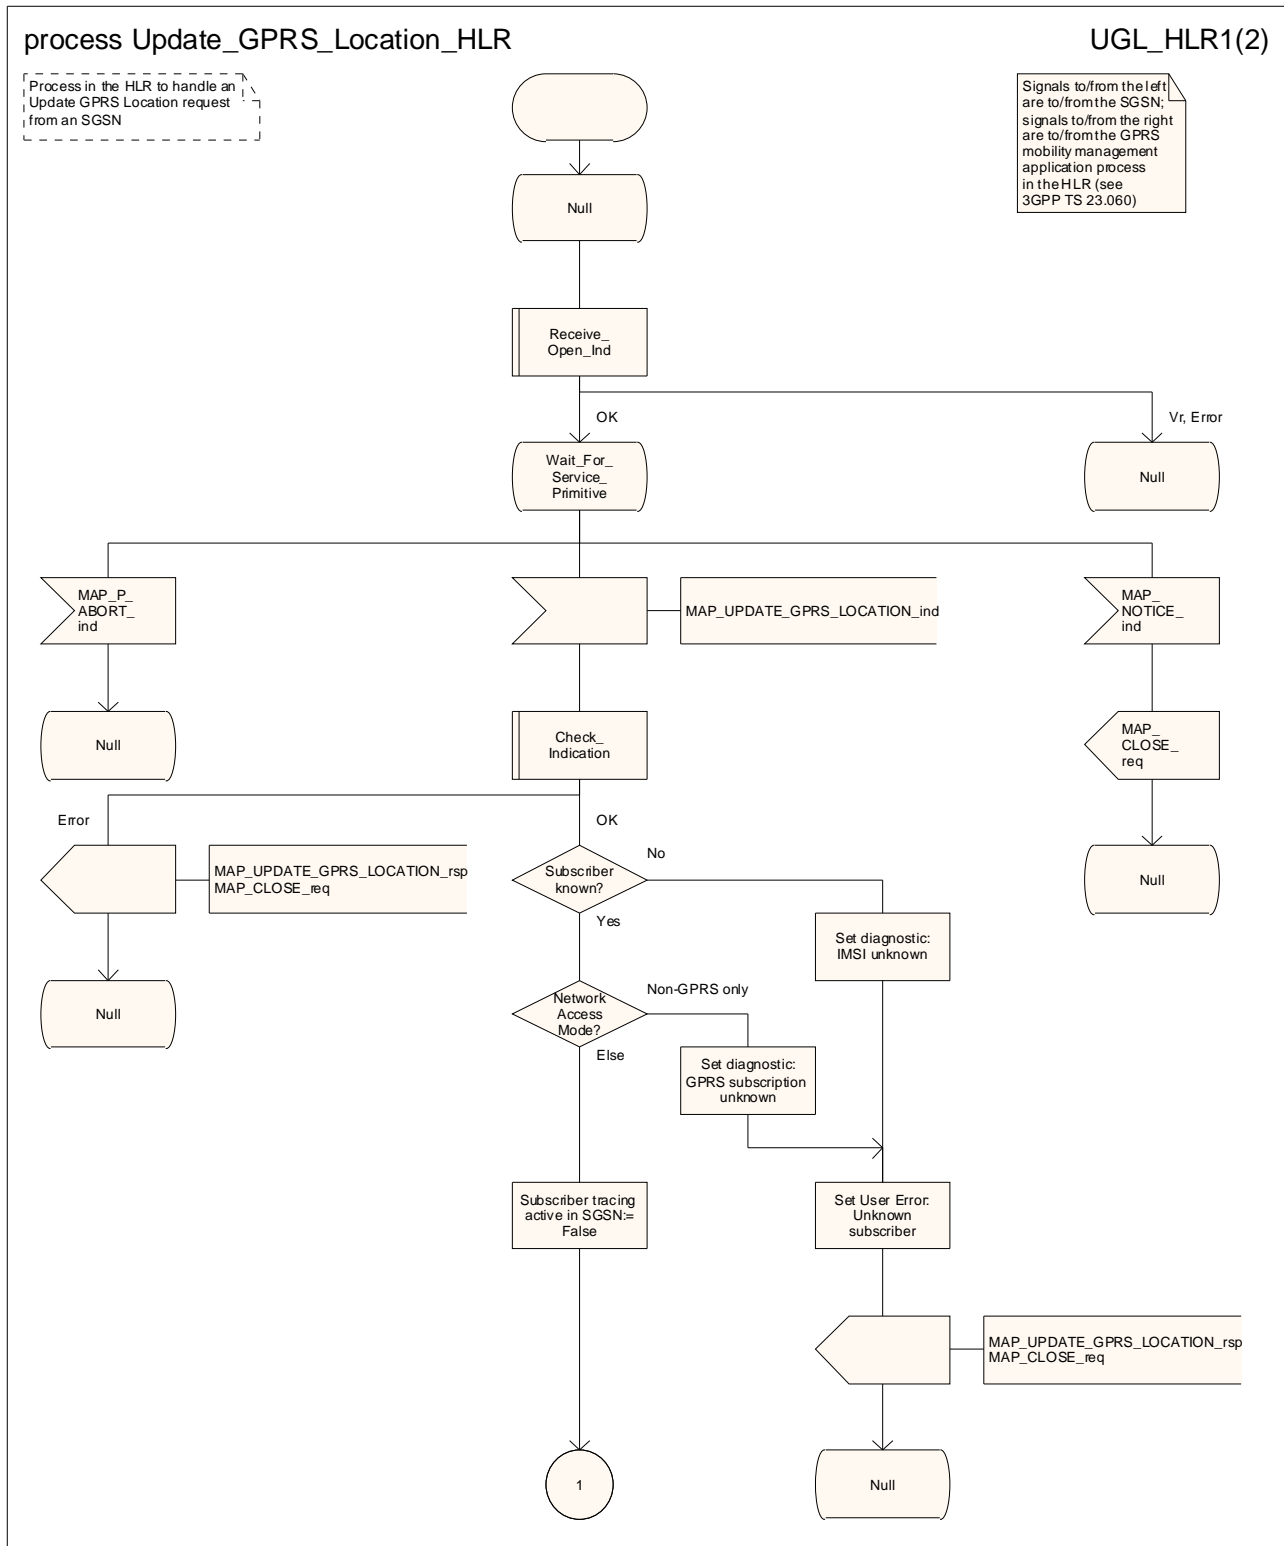 process Update_GPRS_Location_HLR
UGL_HLR1(2)
Process in the HLR to handle an
Update GPRS Location request
from an SGSN
Signals to/from the left
are to/from the SGSN;
signals to/from the right
are to/from the GPRS
mobility management
application process
in the HLR (see
3GPP TS 23.060)
Null
Receive_
Open_Ind
OK
Vr, Error
Wait_For_
Service_
Primitive
Null
MAP_P_
ABORT_
ind
MAP_UPDATE_GPRS_LOCATION_ind
MAP_
NOTICE_
ind
Null
Check_
Indication
MAP_
CLOSE_
req
Error
OK
MAP_UPDATE_GPRS_LOCATION_rsp
MAP_CLOSE_req
Subscriber
known?
No
Yes
Null
Set diagnostic:
IMSI unknown
Null
Network
Access
Mode?
Non-GPRS only
Else
Set diagnostic:
GPRS subscription
unknown
Subscriber tracing
active in SGSN:=
False
Set User Error:
Unknown
subscriber
MAP_UPDATE_GPRS_LOCATION_rsp
MAP_CLOSE_req
1
Null